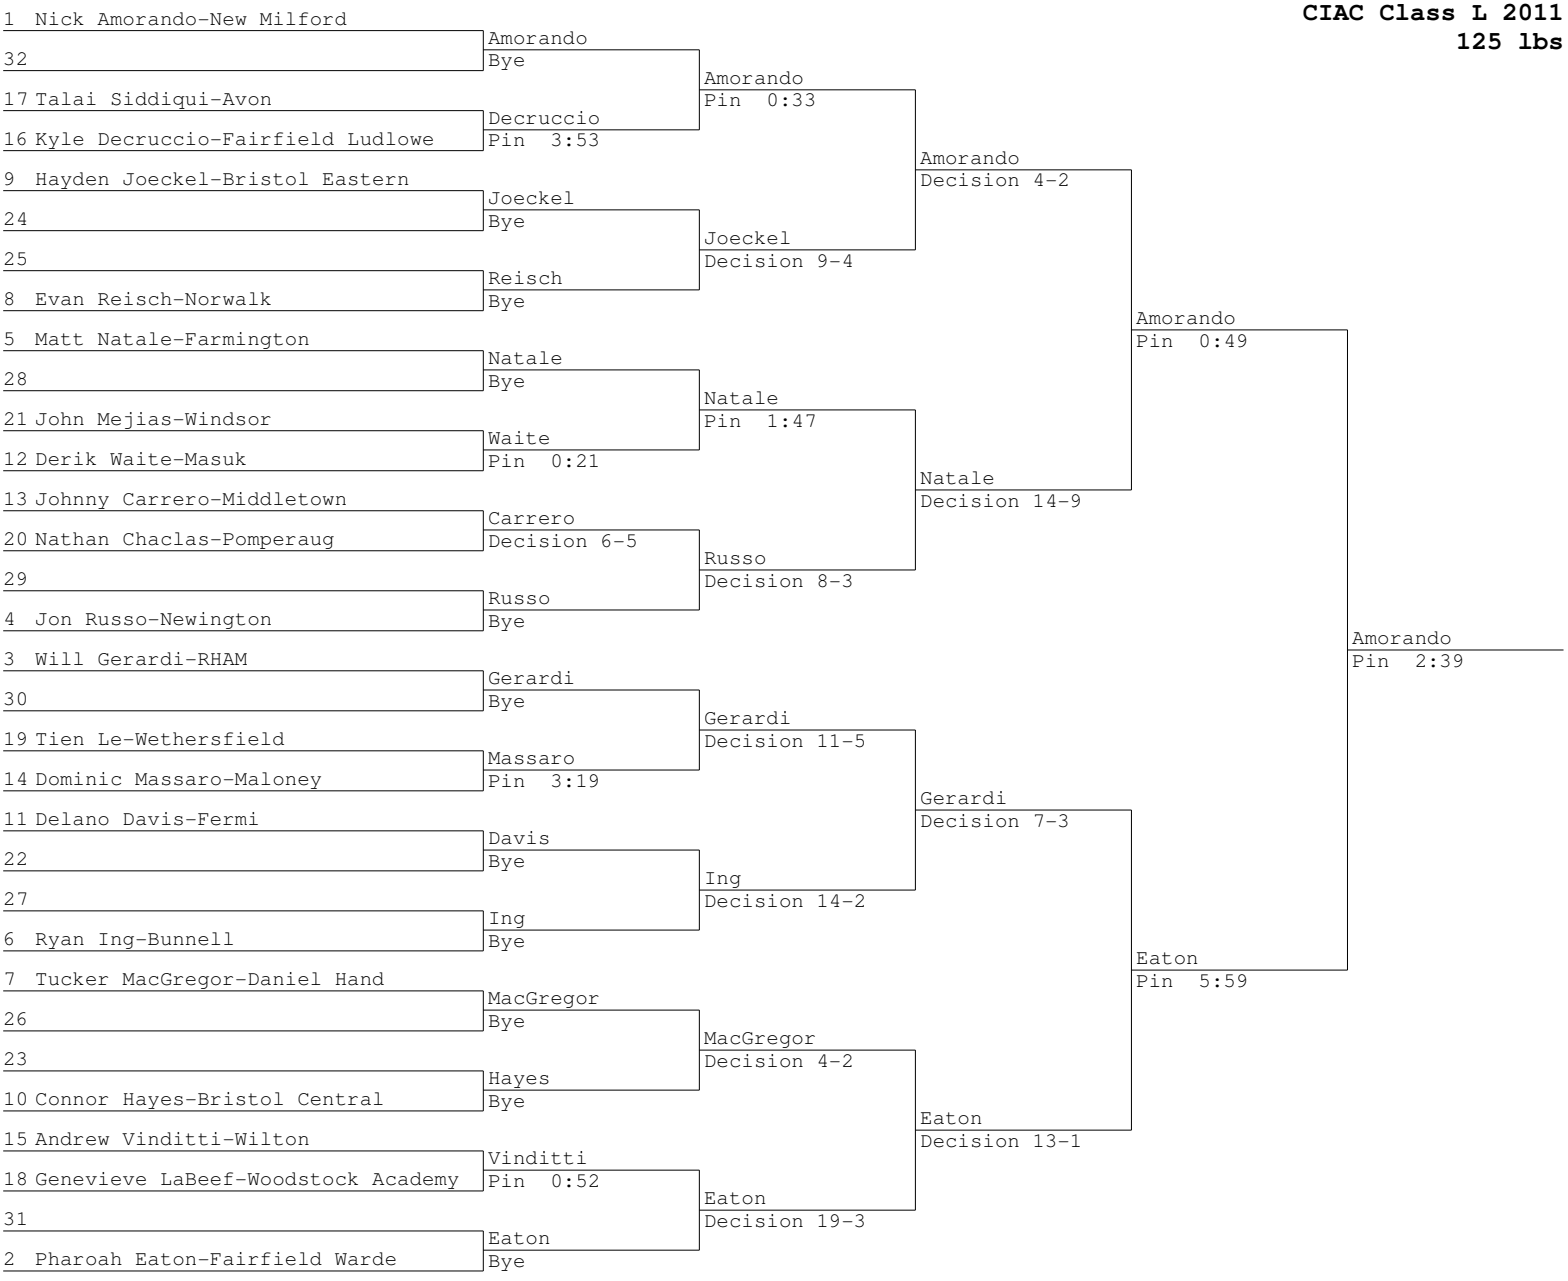 CIAC Class L 2011
125 lbs
1 Nick Amorando-New Milford
32
17 Talai Siddiqui-Avon
16 Kyle Decruccio-Fairfield Ludlowe
9 Hayden Joeckel-Bristol Eastern
24
25
8 Evan Reisch-Norwalk
5 Matt Natale-Farmington
28
21 John Mejias-Windsor
12 Derik Waite-Masuk
13 Johnny Carrero-Middletown
20 Nathan Chaclas-Pomperaug
29
4 Jon Russo-Newington
3 Will Gerardi-RHAM
30
19 Tien Le-Wethersfield
14 Dominic Massaro-Maloney
11 Delano Davis-Fermi
22
27
6 Ryan Ing-Bunnell
7 Tucker MacGregor-Daniel Hand
26
23
10 Connor Hayes-Bristol Central
15 Andrew Vinditti-Wilton
18 Genevieve LaBeef-Woodstock Academy
31
2 Pharoah Eaton-Fairfield Warde
Amorando
Bye
Decruccio
Pin 3:53
Joeckel
Bye
Reisch
Bye
Natale
Bye
Waite
Pin 0:21
Carrero
Decision 6-5
Russo
Bye
Gerardi
Bye
Massaro
Pin 3:19
Davis
Bye
Ing
Bye
MacGregor
Bye
Hayes
Bye
Vinditti
Pin 0:52
Eaton
Bye
Amorando
Pin 0:33
Joeckel
Decision 9-4
Natale
Pin 1:47
Russo
Decision 8-3
Gerardi
Decision 11-5
Ing
Decision 14-2
MacGregor
Decision 4-2
Eaton
Decision 19-3
Amorando
Decision 4-2
Natale
Decision 14-9
Gerardi
Decision 7-3
Eaton
Decision 13-1
Amorando
Pin 0:49
Eaton
Pin 5:59
Amorando
Pin 2:39